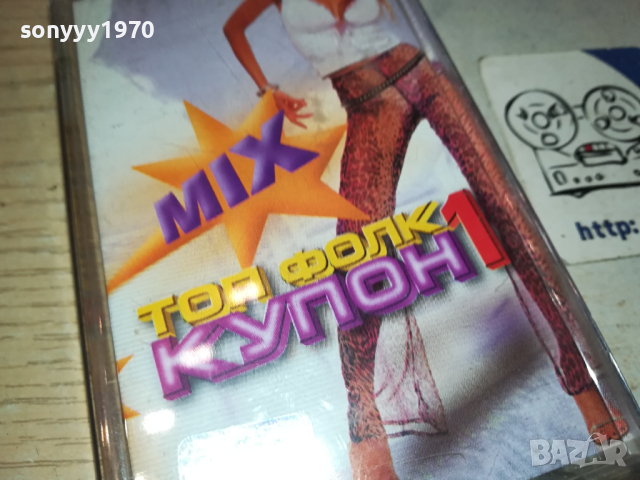 sonyyy1970
MIX
ТОП ФОЛК
КУПОН 1
http:
BAZAR